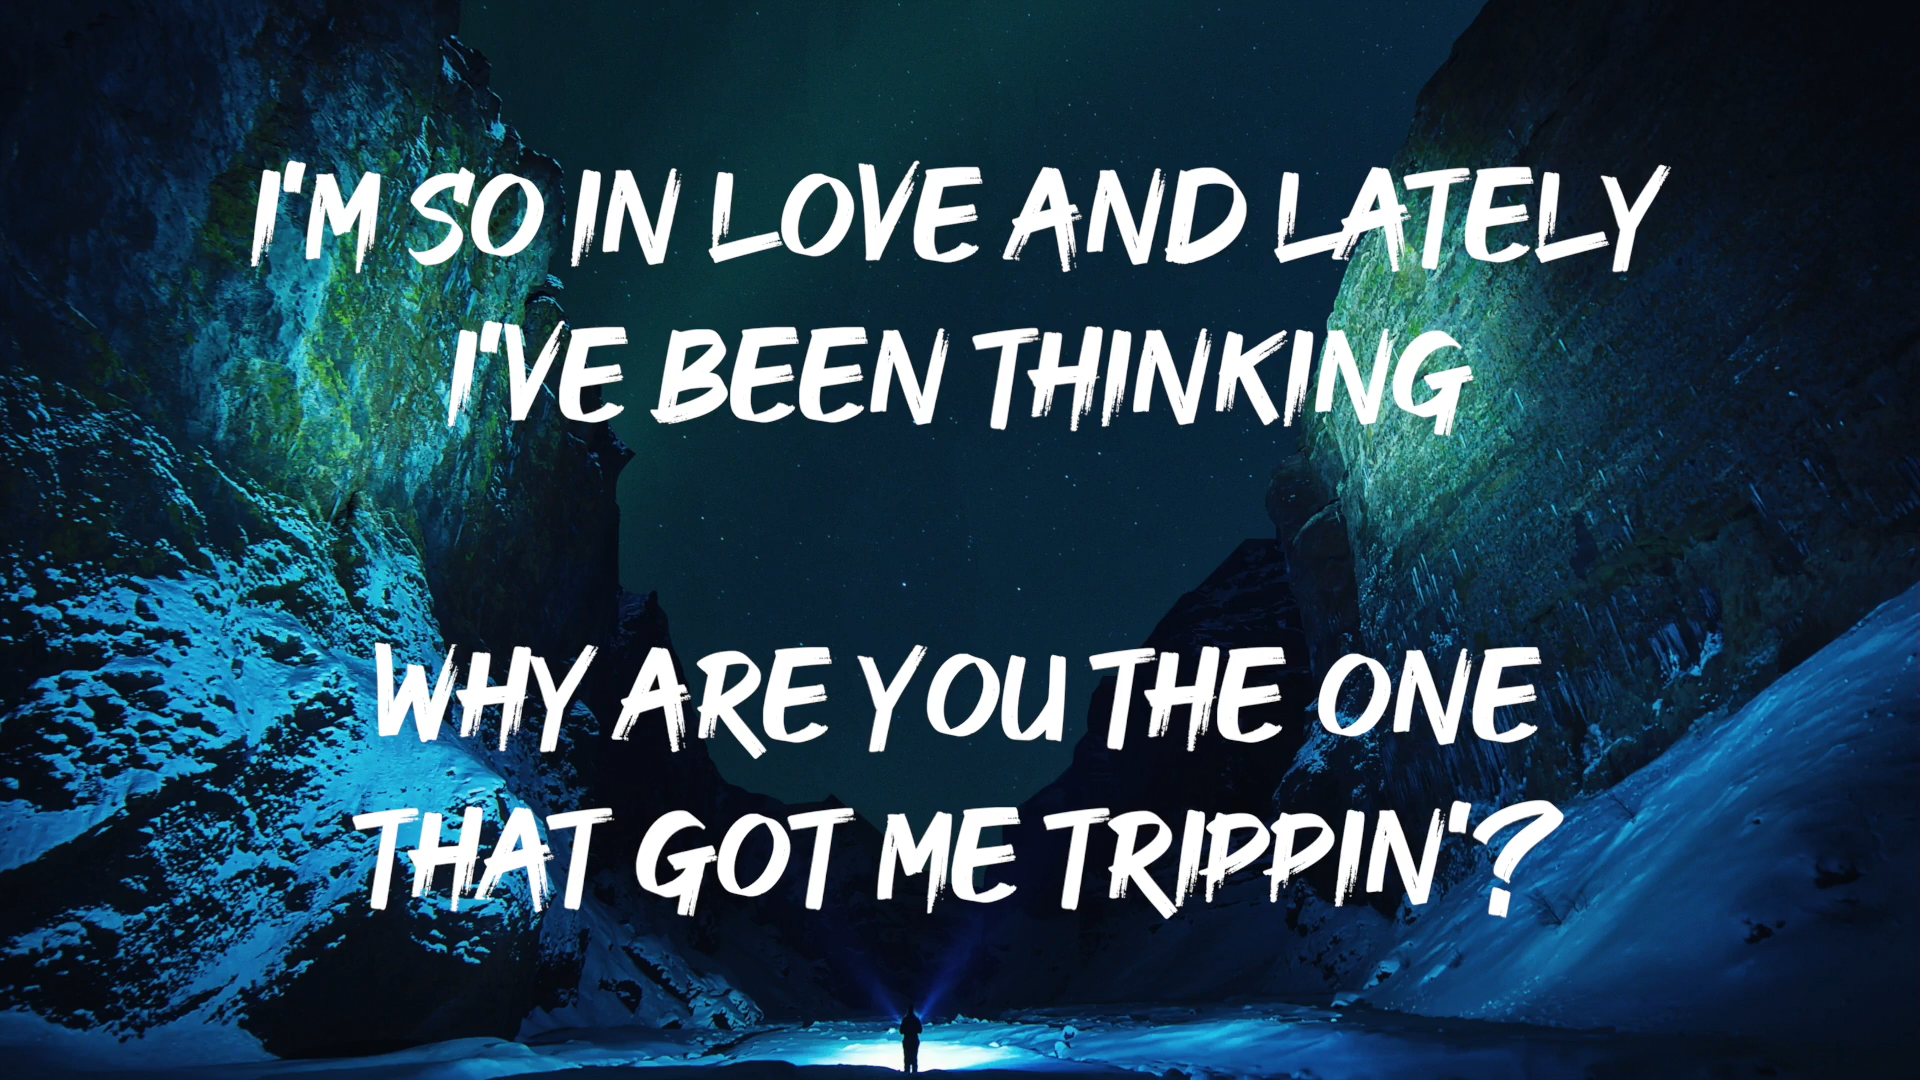 I'M SO IN LOVE AND LATELY
I'VE BEEN THINKING
WHY ARE YOU THE ONE
THAT GOT ME TRIPPIN'?